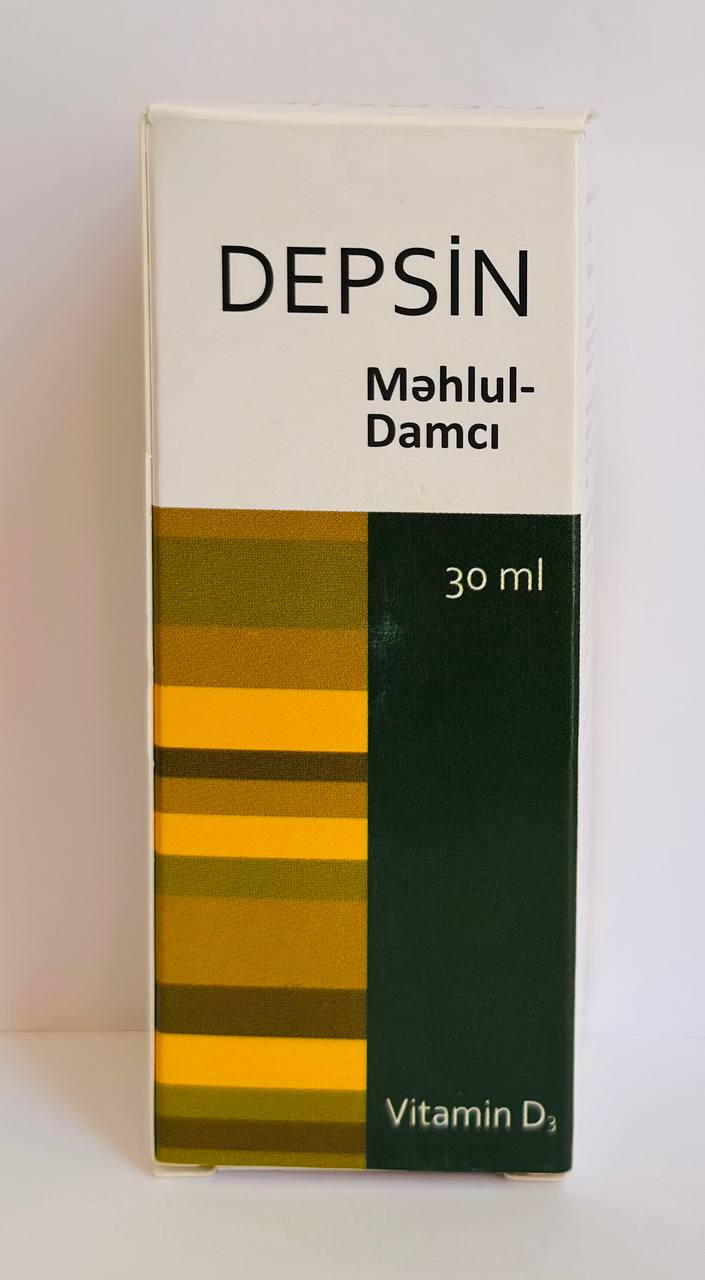 DEPSİN
Məhlul-
Damcı
30 ml
Vitamin D₃